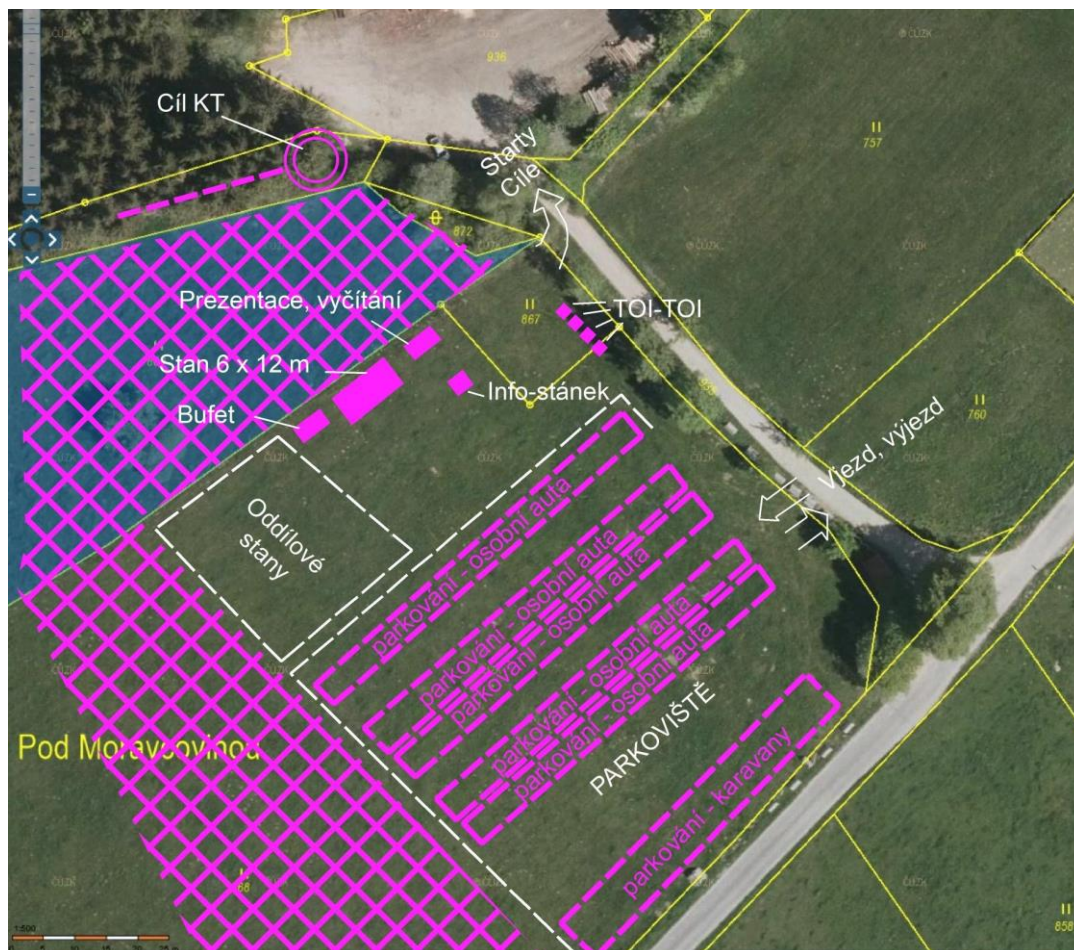 © ČÚZK
936
Cíl KT
Starty
Cíle
757
872
Prezentace, vyčítání
867
TOI-TOI
Stan 6 x 12 m
Info-stánek
Bufet
760
Vjezd, výjezd
Oddílové
stany
parkování - osobní auta
parkování - osobní auta
parkování - osobní auta
parkování - osobní auta
parkování - osobní auta
PARKOVIŠTĚ
parkování - karavany
Pod Moravcovinou
858
1:500